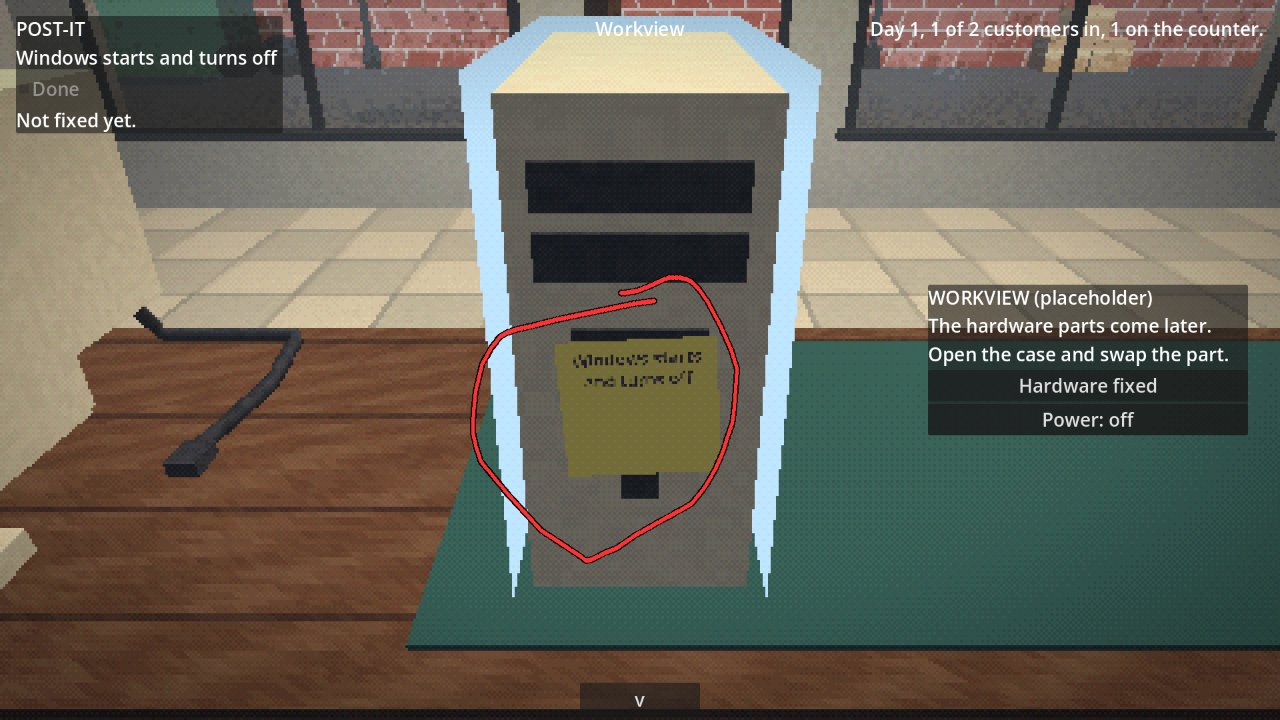 POST-IT
Windows starts and turns off
Done
Not fixed yet.
Workview
Day 1, 1 of 2 customers in, 1 on the counter.
Windows starts
and turns off
WORKVIEW (placeholder)
The hardware parts come later.
Open the case and swap the part.
Hardware fixed
Power: off
v